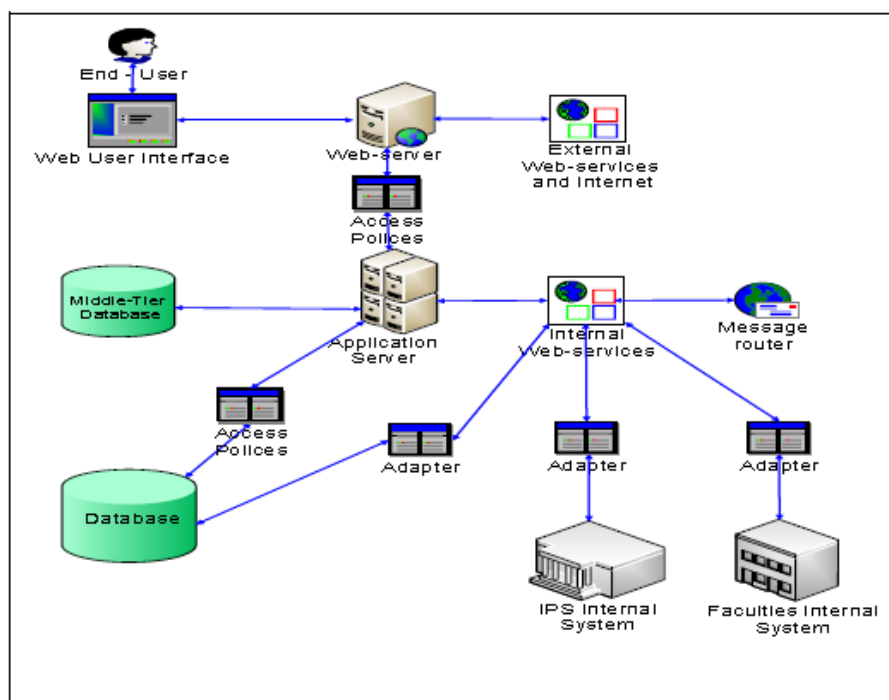 End - User
Web User Interface
Web-server
External
Web-services
and Internet
Access
Polices
Middle-Tier
Database
Application
Server
Internal
Web-services
Message
router
Access
Polices
Adapter
Adapter
Adapter
Database
IPS Internal
System
Faculties Internal
System